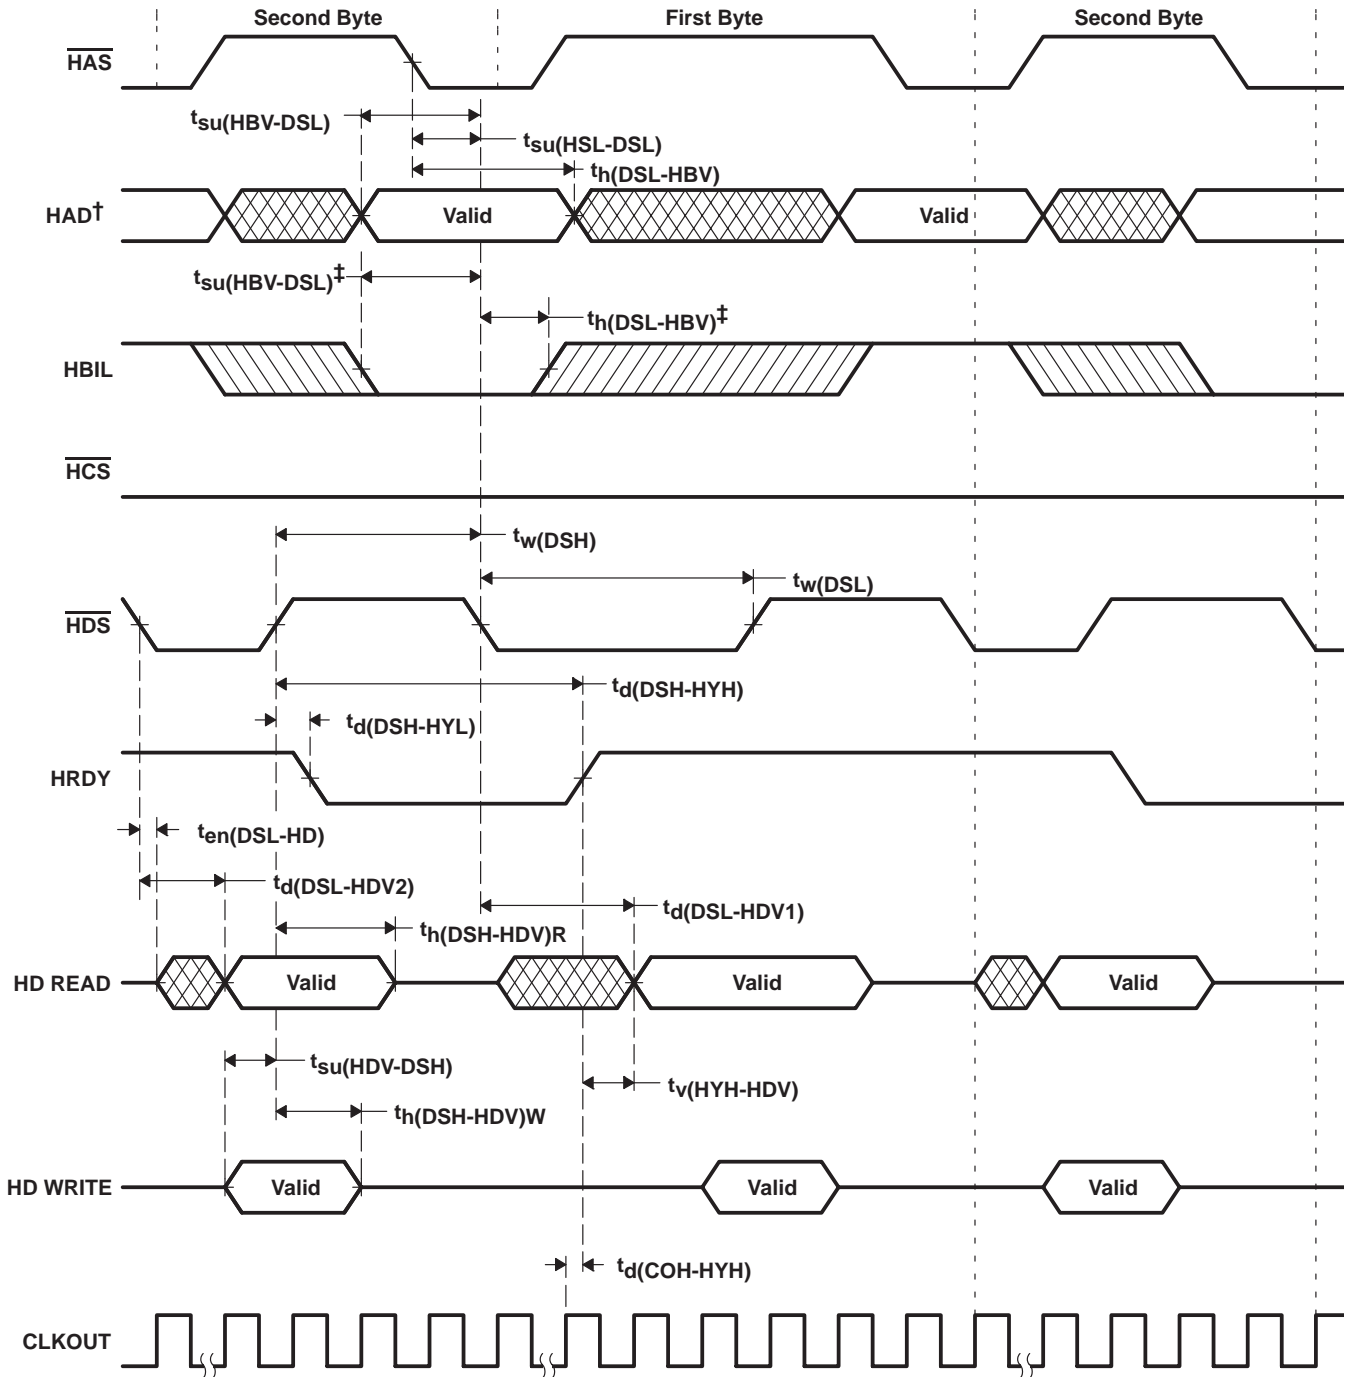 Second Byte First Byte Second Byte
HAS
tsu(HBV-DSL)
tsu(HSL-DSL)
th(DSL-HBV)
HAD† Valid Valid
tsu(HBV-DSL)‡
th(DSL-HBV)‡
HBIL
HCS
tw(DSH)
tw(DSL)
HDS
td(DSH-HYH)
td(DSH-HYL)
HRDY
ten(DSL-HD)
td(DSL-HDV2)
td(DSL-HDV1)
th(DSH-HDV)R
HD READ Valid Valid Valid
tsu(HDV-DSH)
tv(HYH-HDV)
th(DSH-HDV)W
HD WRITE Valid Valid Valid
td(COH-HYH)
CLKOUT